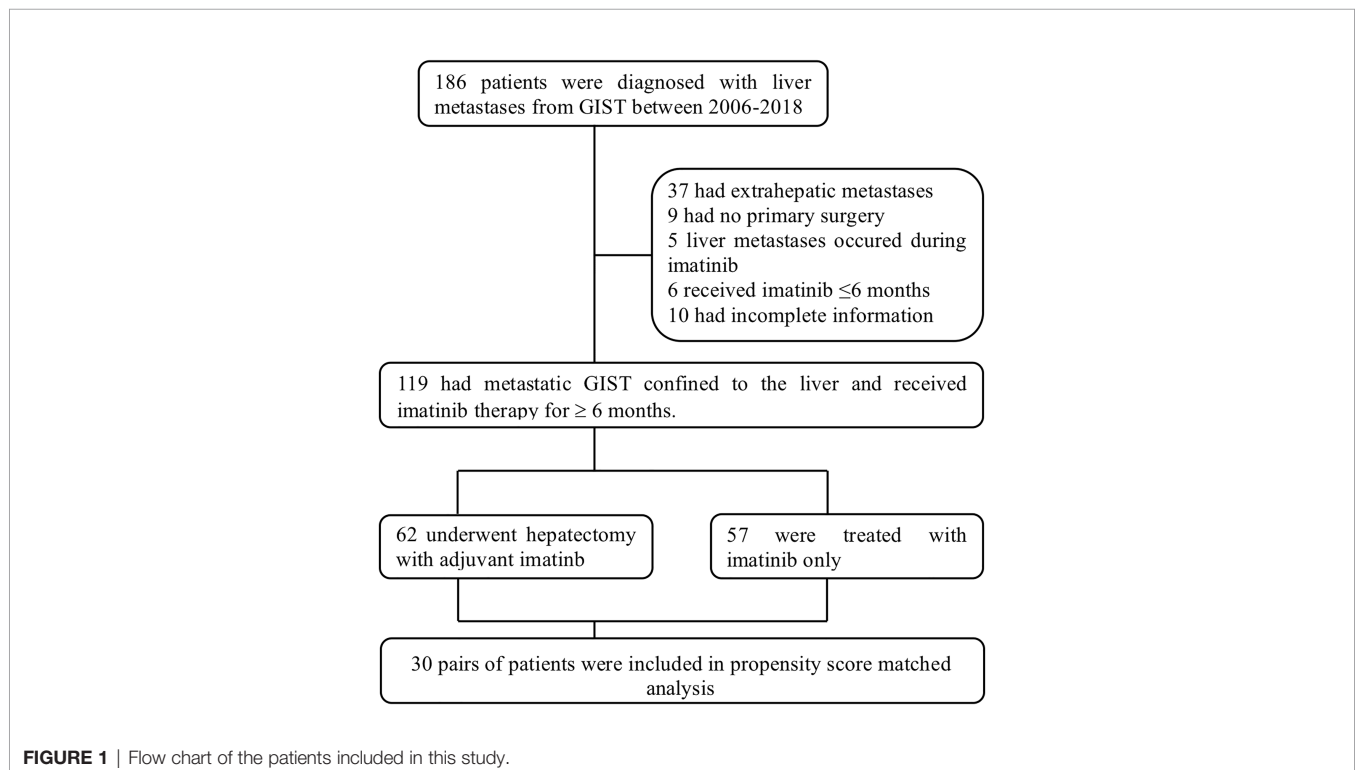 186 patients were diagnosed with liver
metastases from GIST between 2006-2018
37 had extrahepatic metastases
9 had no primary surgery
5 liver metastases occured during
imatinib
6 received imatinib ≤6 months
10 had incomplete information
119 had metastatic GIST confined to the liver and received
imatinib therapy for ≥ 6 months.
62 underwent hepatectomy
with adjuvant imatinb
57 were treated with
imatinib only
30 pairs of patients were included in propensity score matched
analysis
FIGURE 1 | Flow chart of the patients included in this study.